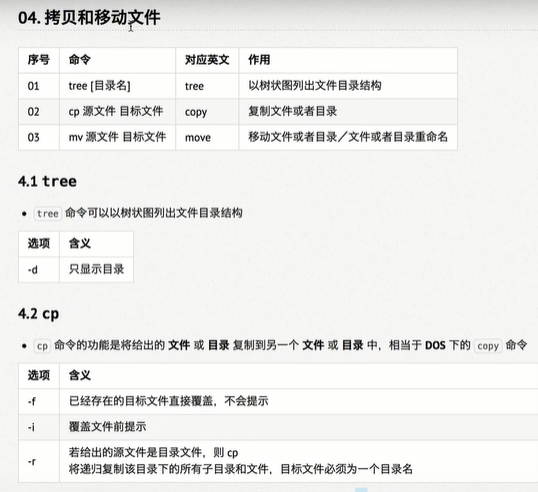 04. 拷贝和移动文件
序号 命令 对应英文 作用
01 tree [目录名] tree 以树状图列出文件目录结构
02 cp 源文件 目标文件 copy 复制文件或者目录
03 mv 源文件 目标文件 move 移动文件或者目录／文件或者目录重命名
4.1 tree
• tree 命令可以以树状图列出文件目录结构
选项 含义
-d 只显示目录
4.2 cp
• cp 命令的功能是将给出的 文件 或 目录 复制到另一个 文件 或 目录 中，相当于 DOS 下的 copy 命令
选项 含义
-f 已经存在的目标文件直接覆盖，不会提示
-i 覆盖文件前提示
-r 若给出的源文件是目录文件，则 cp
将递归复制该目录下的所有子目录和文件，目标文件必须为一个目录名